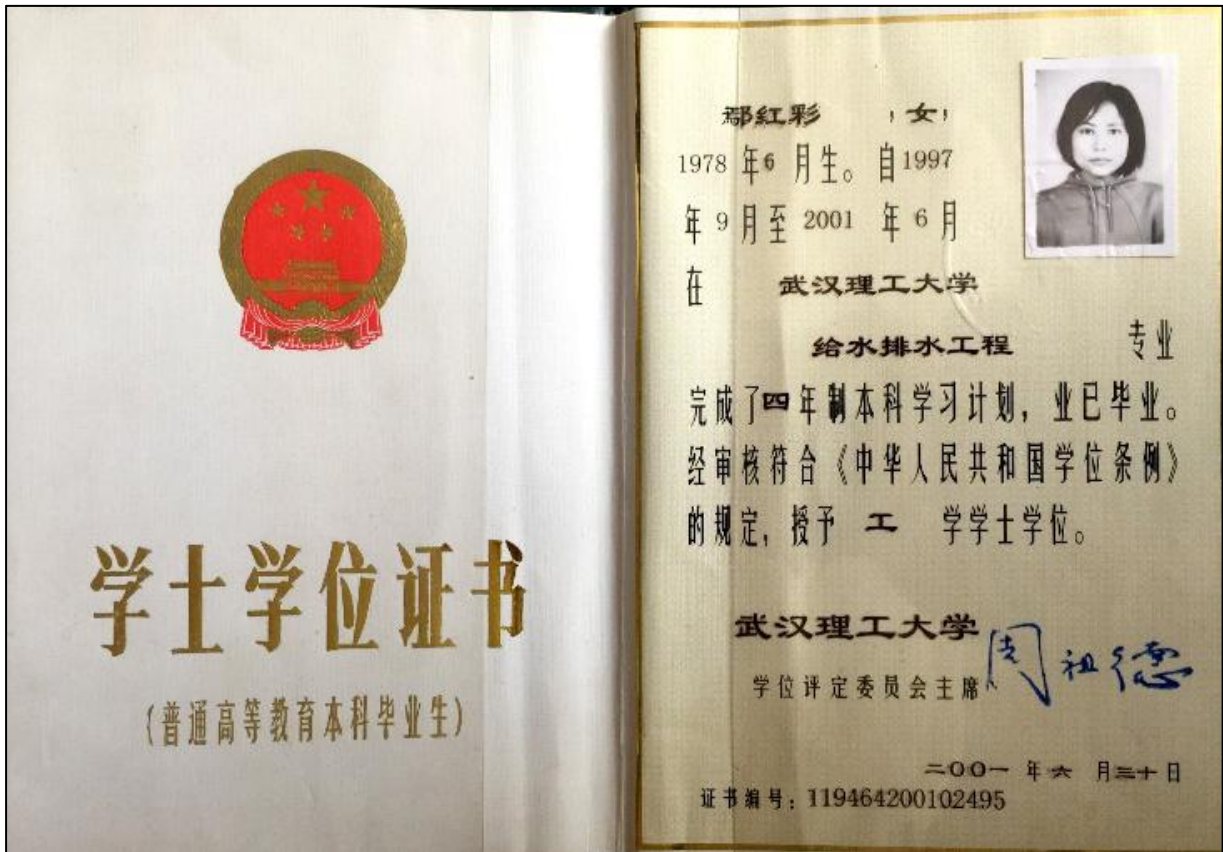 学士学位证书
(普通高等教育本科毕业生)
鄢红彩 ，女，
1978 年 6 月生。自 1997
年 9 月至 2001 年 6 月
在 武汉理工大学
给水排水工程 专业
完成了四年制本科学习计划，业已毕业。
经审核符合《中华人民共和国学位条例》
的规定，授予 工 学学士学位。
武汉理工大学
学位评定委员会主席 周祖德
二〇〇一 年 六 月三十日
证书编号：119464200102495